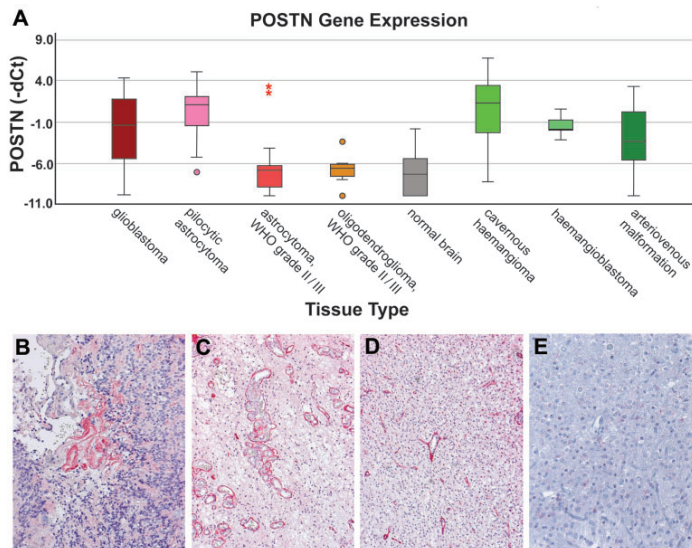 A
POSTN Gene Expression
POSTN (-dCt)
9.0
4.0
-1.0
-6.0
-11.0
**
glioblastoma
pilocytic
astrocytoma
astrocytoma,
WHO grade II / III
oligodendroglioma,
WHO grade II / III
normal brain
cavernous
haemangioma
haemangioblastoma
arteriovenous
malformation
Tissue Type
B
C
D
E